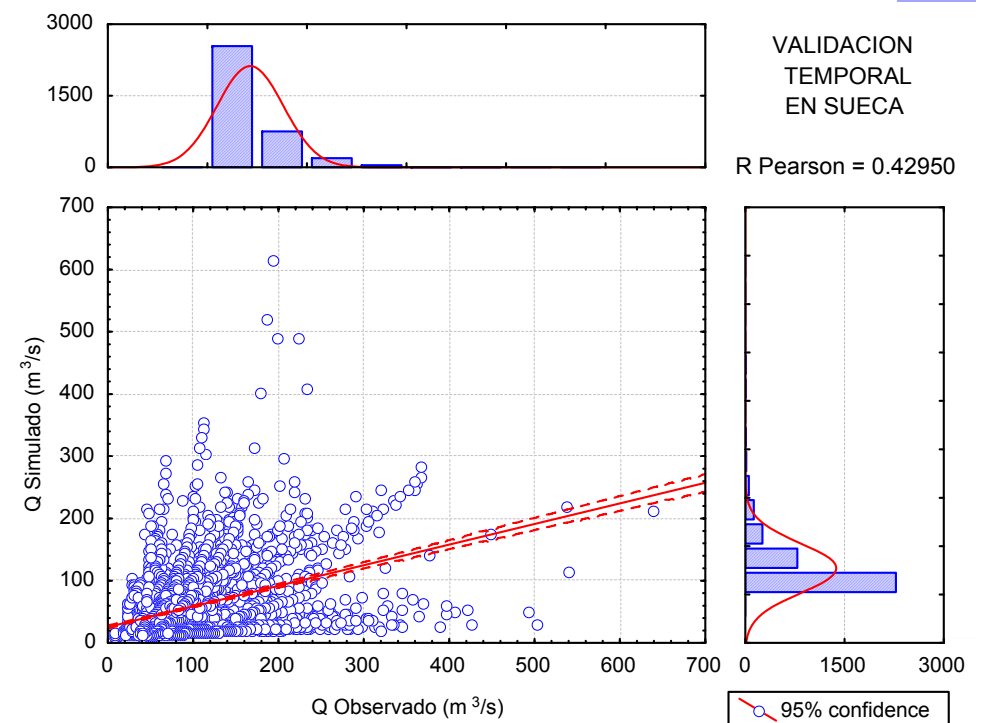 3000
1500
0
VALIDACION
TEMPORAL
EN SUECA
R Pearson = 0.42950
700
600
500
400
300
200
100
0
Q Simulado (m³/s)
0 100 200 300 400 500 600 700
Q Observado (m³/s)
0 1500 3000
95% confidence